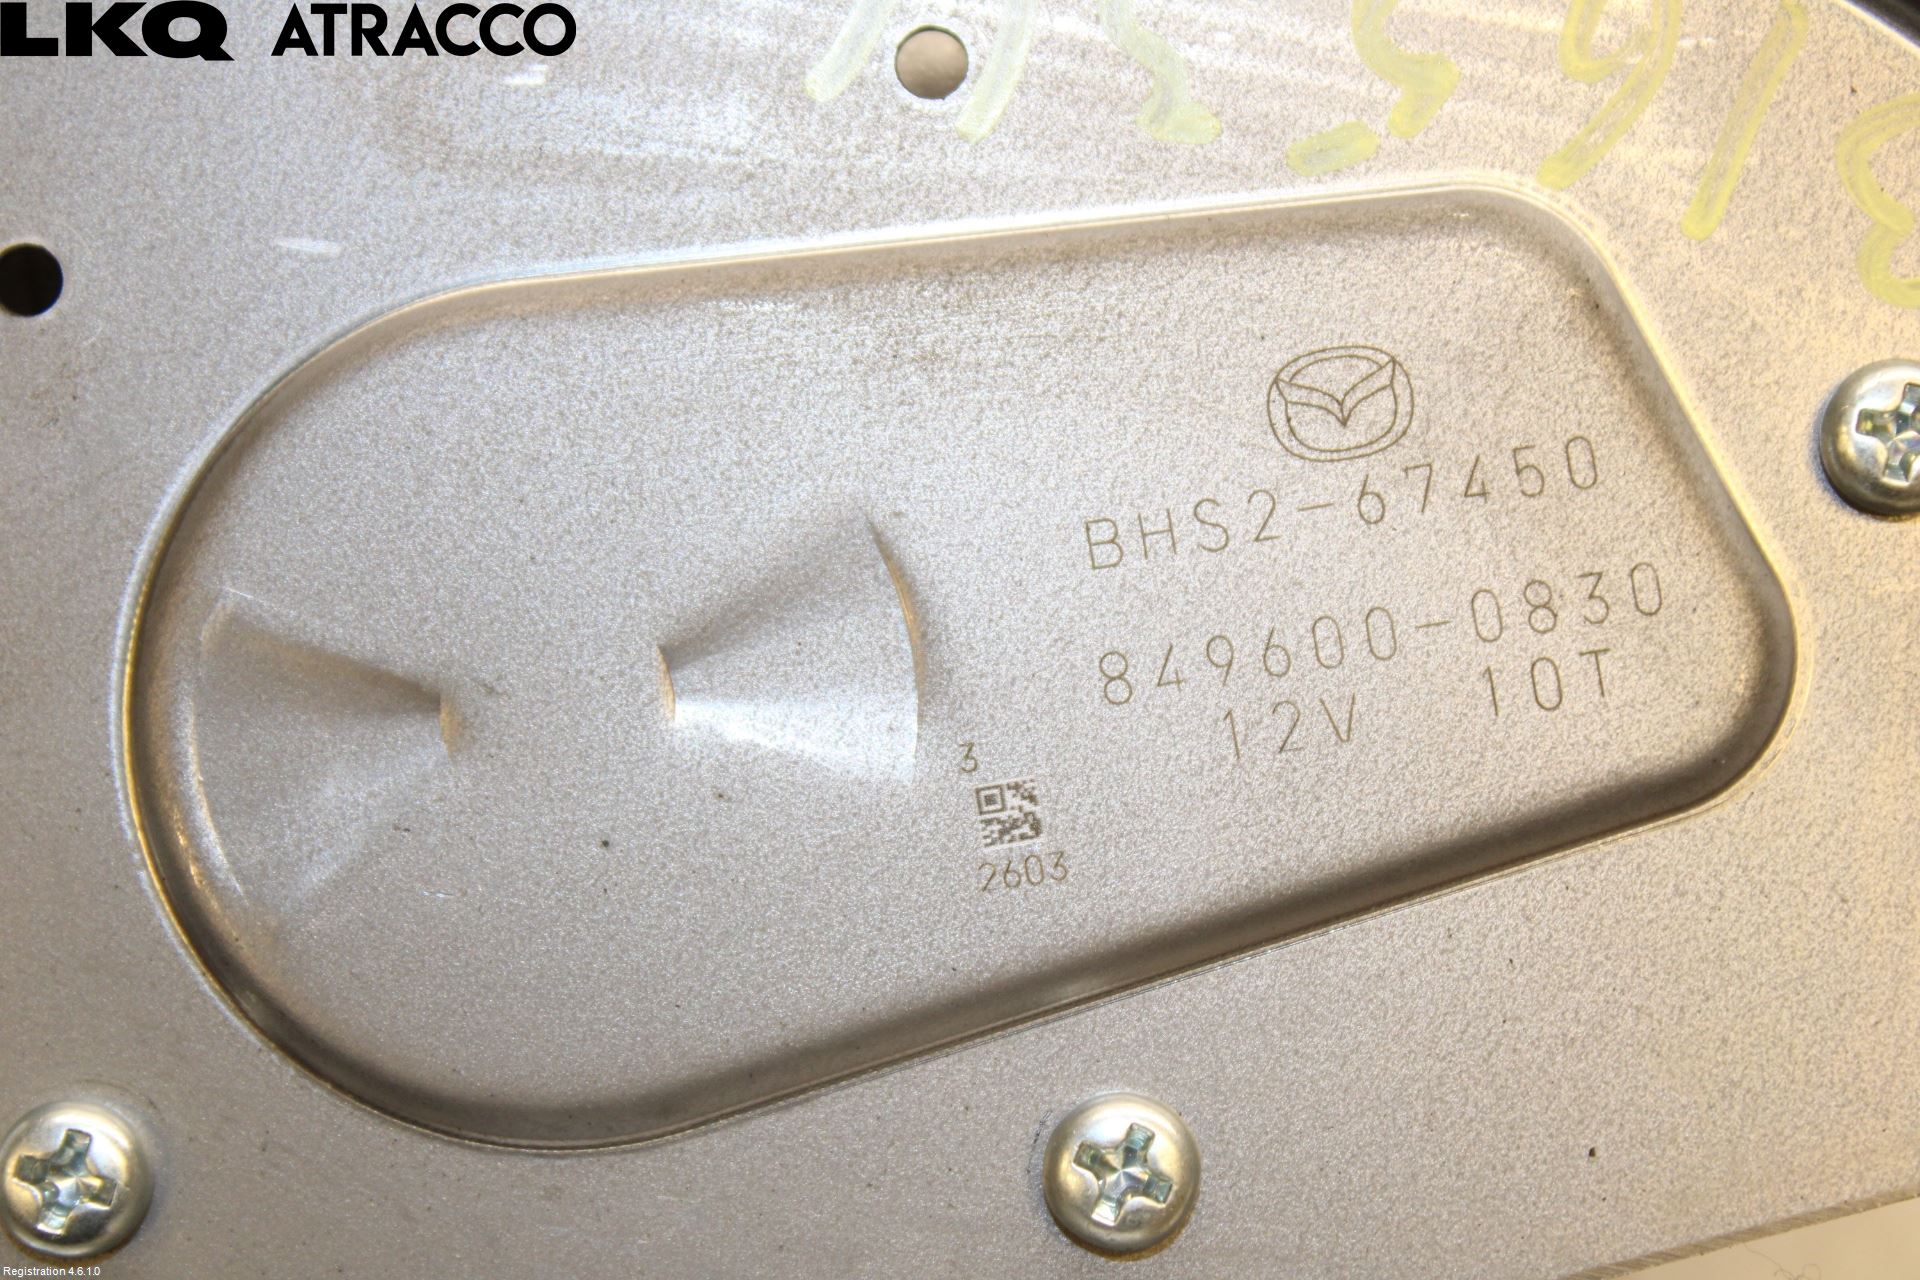 LKQ ATRACCO
BHS2-67450
849600-0830
12V 10T
3
2603
Registration 4.6.1.0